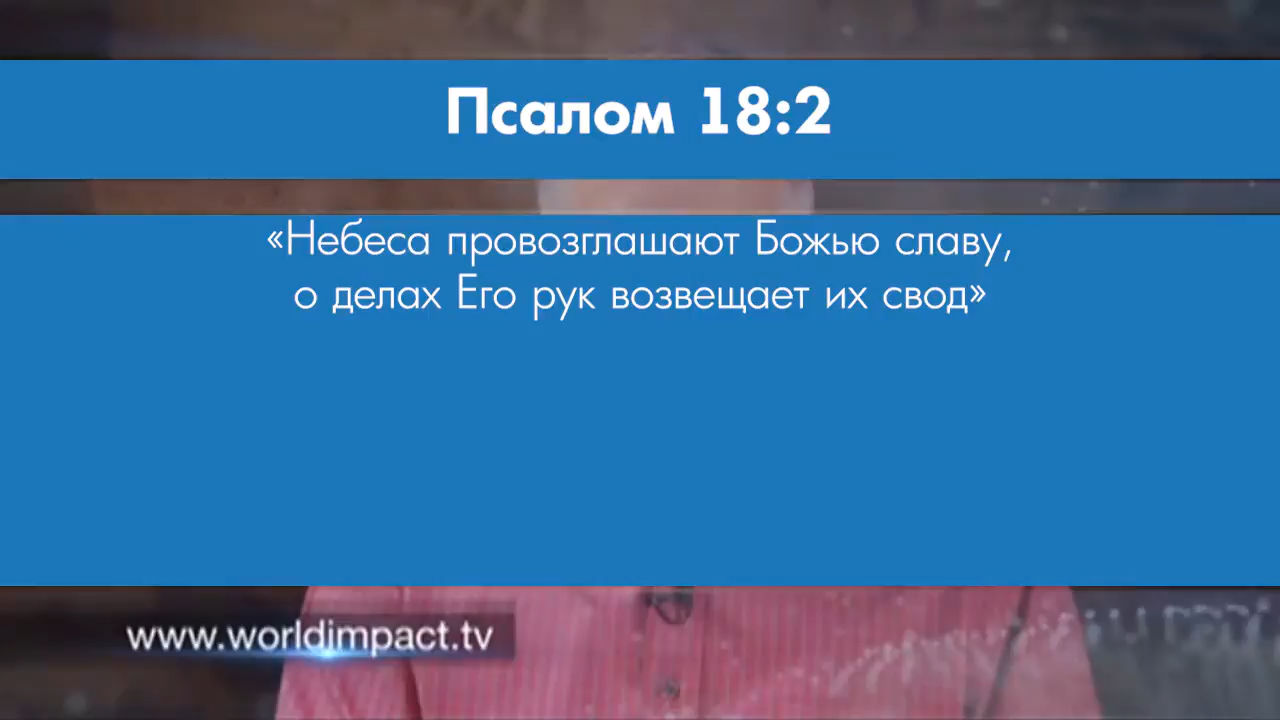 Псалом 18:2
«Небеса провозглашают Божью славу,
о делах Его рук возвещает их свод»
www.worldimpact.tv